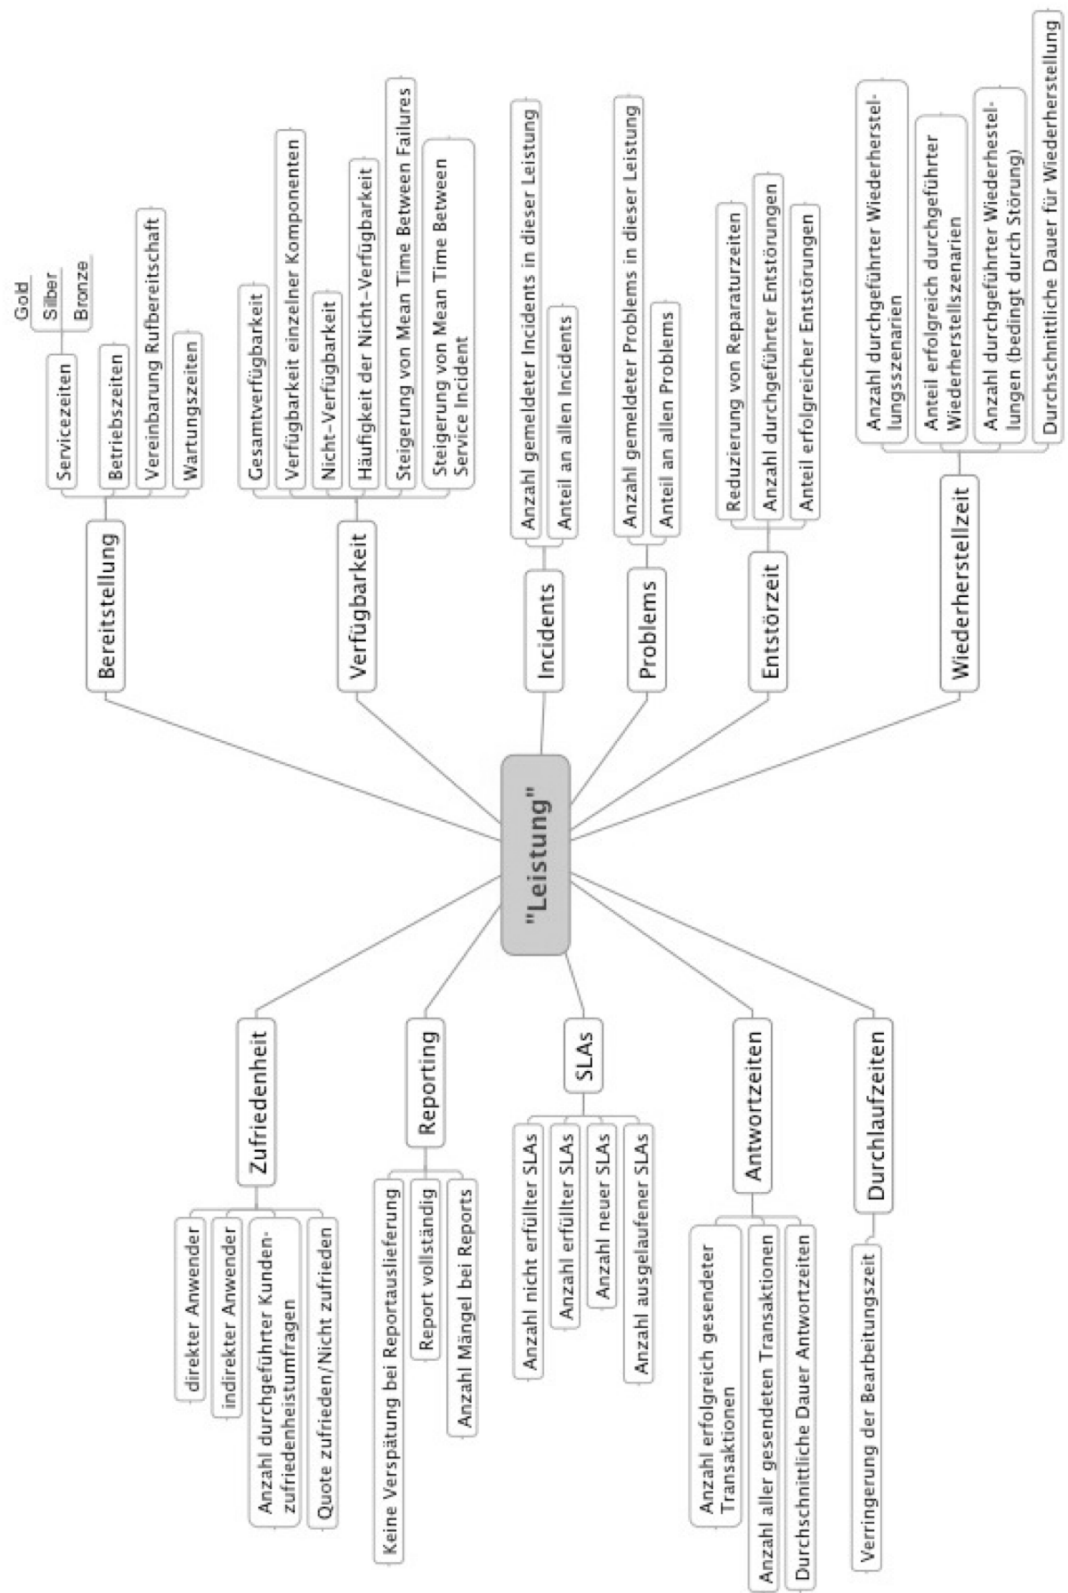 "Leistung"
Bereitstellung
Servicezeiten
Gold
Silber
Bronze
Betriebszeiten
Vereinbarung Rufbereitschaft
Wartungszeiten
Verfügbarkeit
Gesamtverfügbarkeit
Verfügbarkeit einzelner Komponenten
Nicht-Verfügbarkeit
Häufigkeit der Nicht-Verfügbarkeit
Steigerung von Mean Time Between Failures
Steigerung von Mean Time Between
Service Incident
Incidents
Anzahl gemeldeter Incidents in dieser Leistung
Anteil an allen Incidents
Problems
Anzahl gemeldeter Problems in dieser Leistung
Anteil an allen Problems
Entstörzeit
Reduzierung von Reparaturzeiten
Anzahl durchgeführter Entstörungen
Anteil erfolgreicher Entstörungen
Wiederherstellzeit
Anzahl durchgeführter Wiederherstel-
lungsszenarien
Anteil erfolgreich durchgeführter
Wiederherstellszenarien
Anzahl durchgeführter Wiederhestel-
lungen (bedingt durch Störung)
Durchschnittliche Dauer für Wiederherstellung
Zufriedenheit
direkter Anwender
indirekter Anwender
Anzahl durchgeführter Kunden-
zufriedenheistumfragen
Quote zufrieden/Nicht zufrieden
Reporting
Keine Verspätung bei Reportauslieferung
Report vollständig
Anzahl Mängel bei Reports
SLAs
Anzahl nicht erfüllter SLAs
Anzahl erfüllter SLAs
Anzahl neuer SLAs
Anzahl ausgelaufener SLAs
Antwortzeiten
Anzahl erfolgreich gesendeter
Transaktionen
Anzahl aller gesendeten Transaktionen
Durchschnittliche Dauer Antwortzeiten
Durchlaufzeiten
Verringerung der Bearbeitungszeit